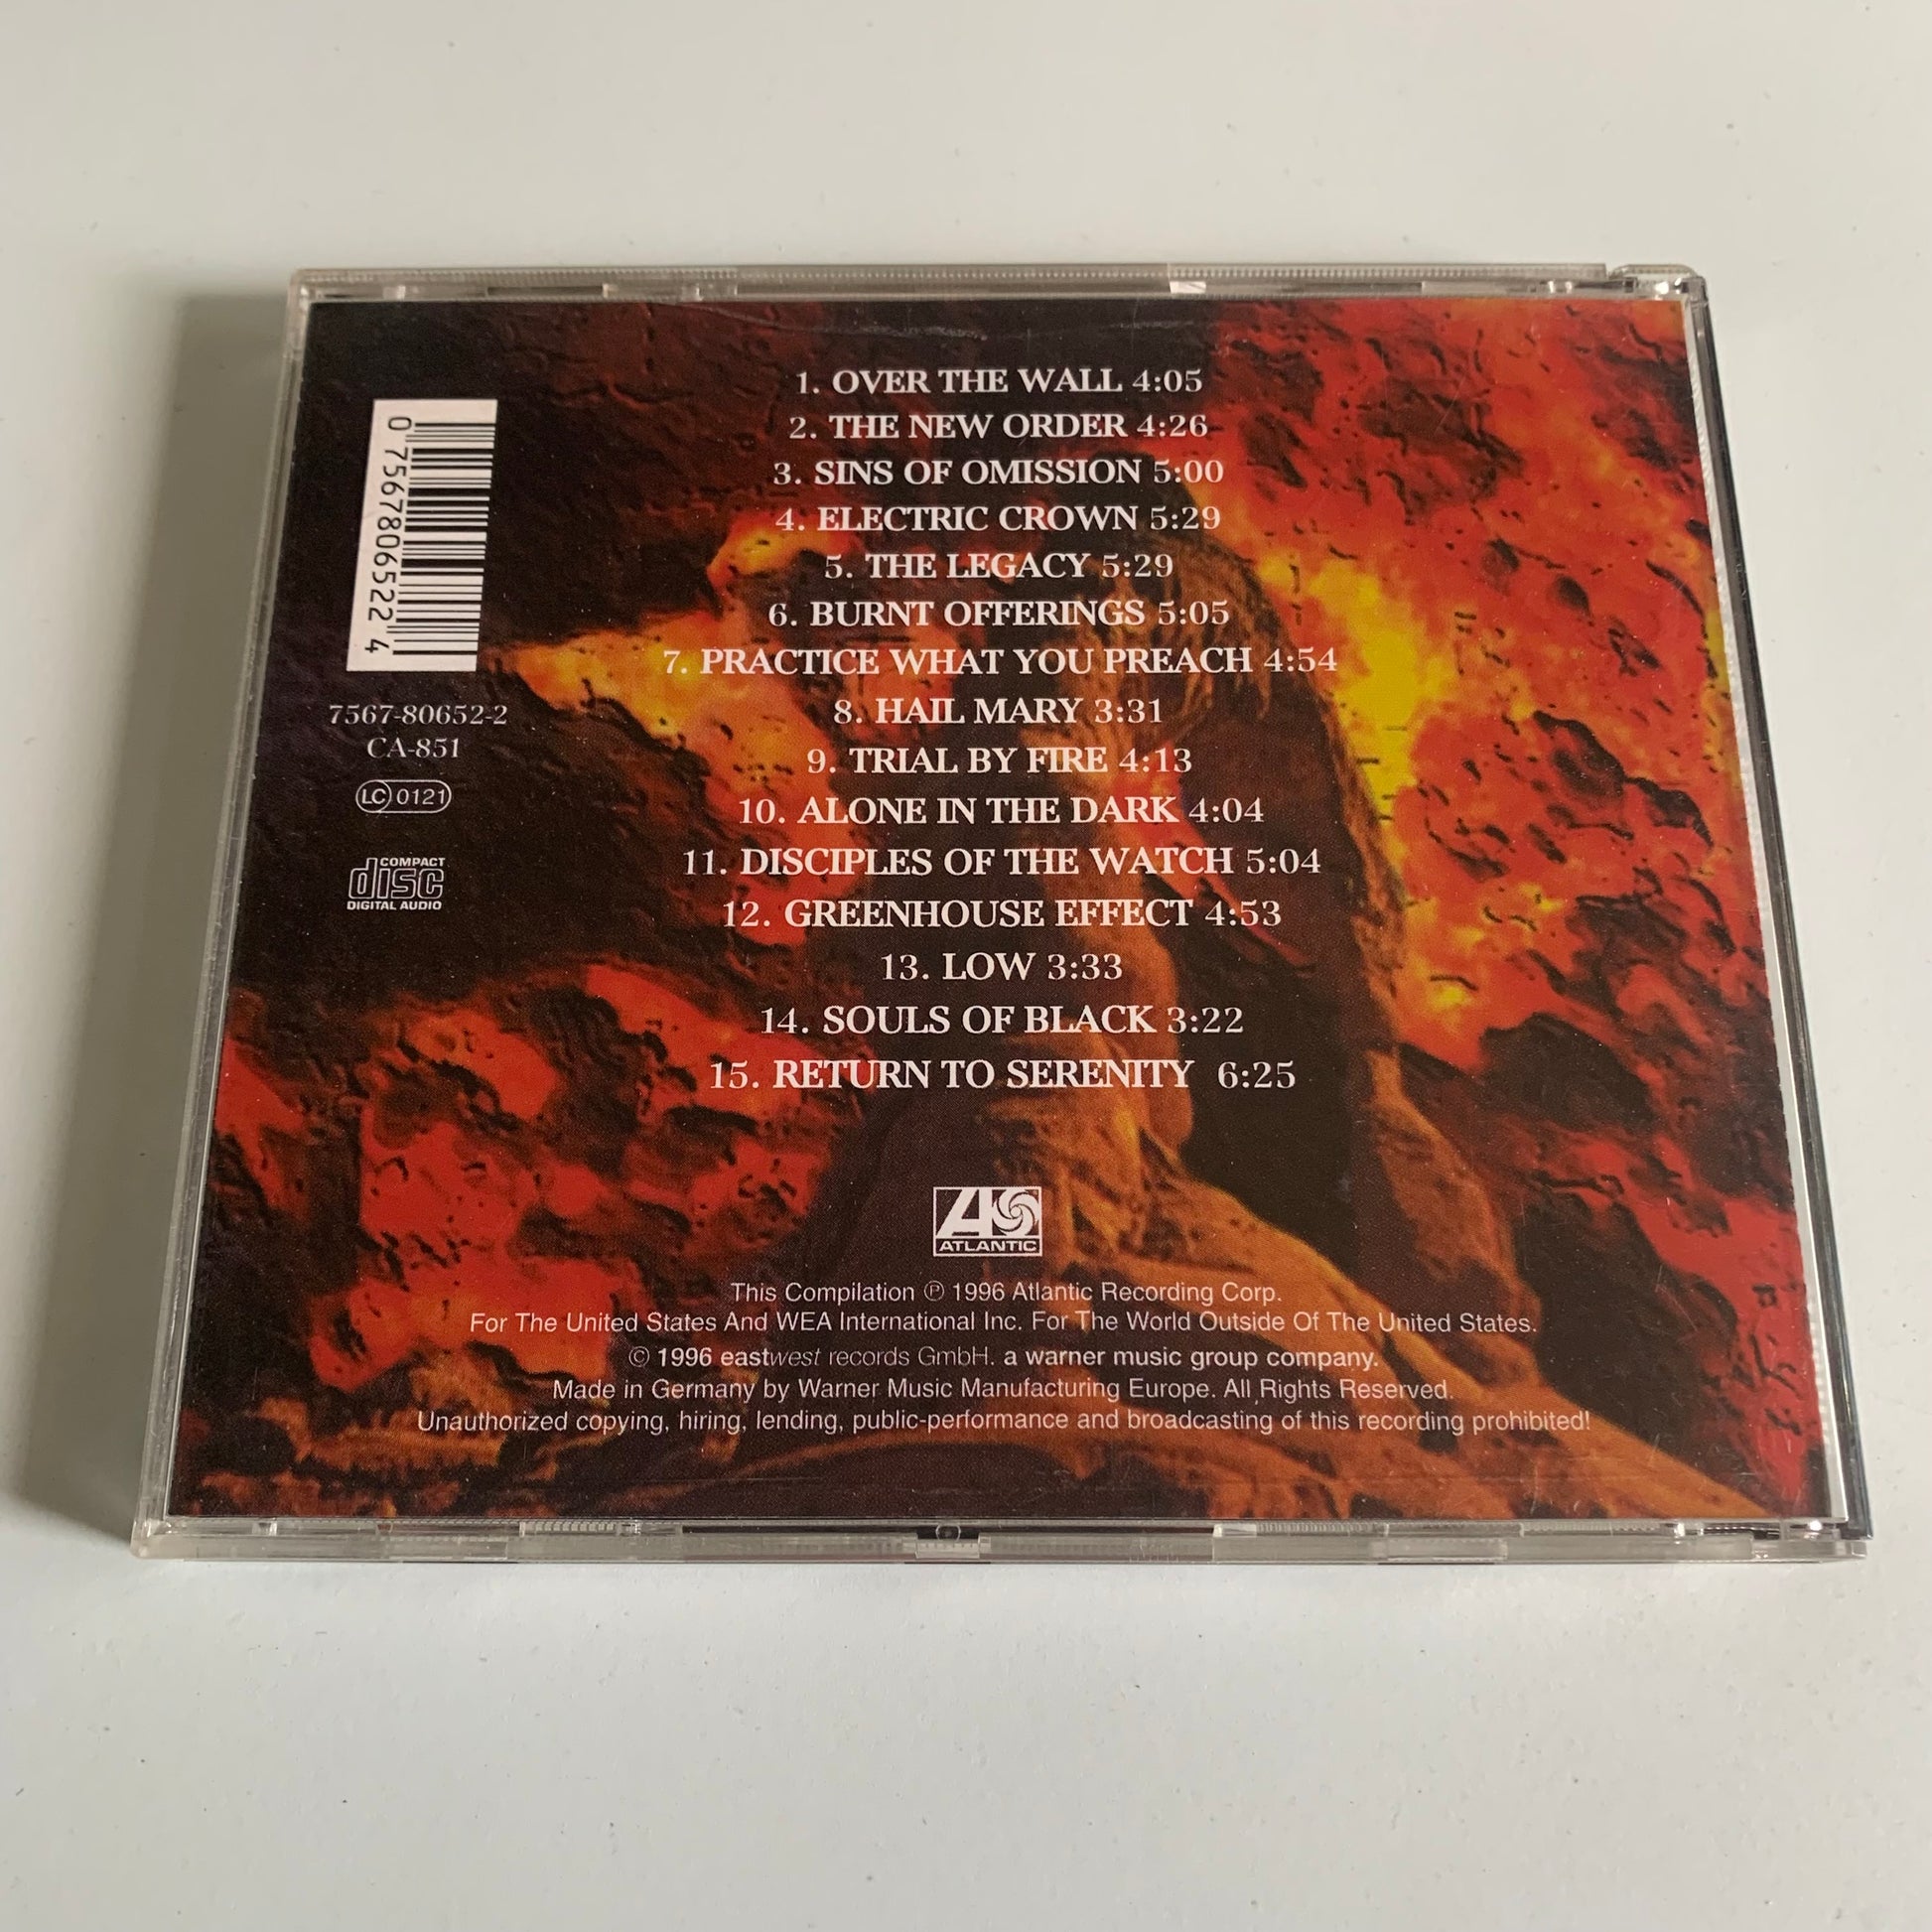 1. OVER THE WALL 4:05
2. THE NEW ORDER 4:26
3. SINS OF OMISSION 5:00
4. ELECTRIC CROWN 5:29
5. THE LEGACY 5:29
6. BURNT OFFERINGS 5:05
7. PRACTICE WHAT YOU PREACH 4:54
8. HAIL MARY 3:31
9. TRIAL BY FIRE 4:13
10. ALONE IN THE DARK 4:04
11. DISCIPLES OF THE WATCH 5:04
12. GREENHOUSE EFFECT 4:53
13. LOW 3:33
14. SOULS OF BLACK 3:22
15. RETURN TO SERENITY 6:25
0 75678 06522 4
7567-80652-2
CA-851
LC 0121
COMPACT
disc
DIGITAL AUDIO
ATLANTIC
This Compilation ℗ 1996 Atlantic Recording Corp.
For The United States And WEA International Inc. For The World Outside Of The United States.
© 1996 eastwest records GmbH. a warner music group company.
Made in Germany by Warner Music Manufacturing Europe. All Rights Reserved.
Unauthorized copying, hiring, lending, public-performance and broadcasting of this recording prohibited!